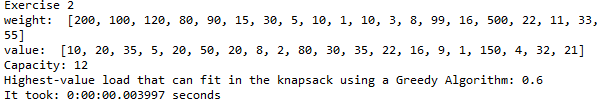 Exercise 2
weight:  [200, 100, 120, 80, 90, 15, 30, 5, 10, 1, 10, 3, 8, 99, 16, 500, 22, 11, 33,
55]
value:  [10, 20, 35, 5, 20, 50, 20, 8, 2, 80, 30, 35, 22, 16, 9, 1, 150, 4, 32, 21]
Capacity: 12
Highest-value load that can fit in the knapsack using a Greedy Algorithm: 0.6
It took: 0:00:00.003997 seconds